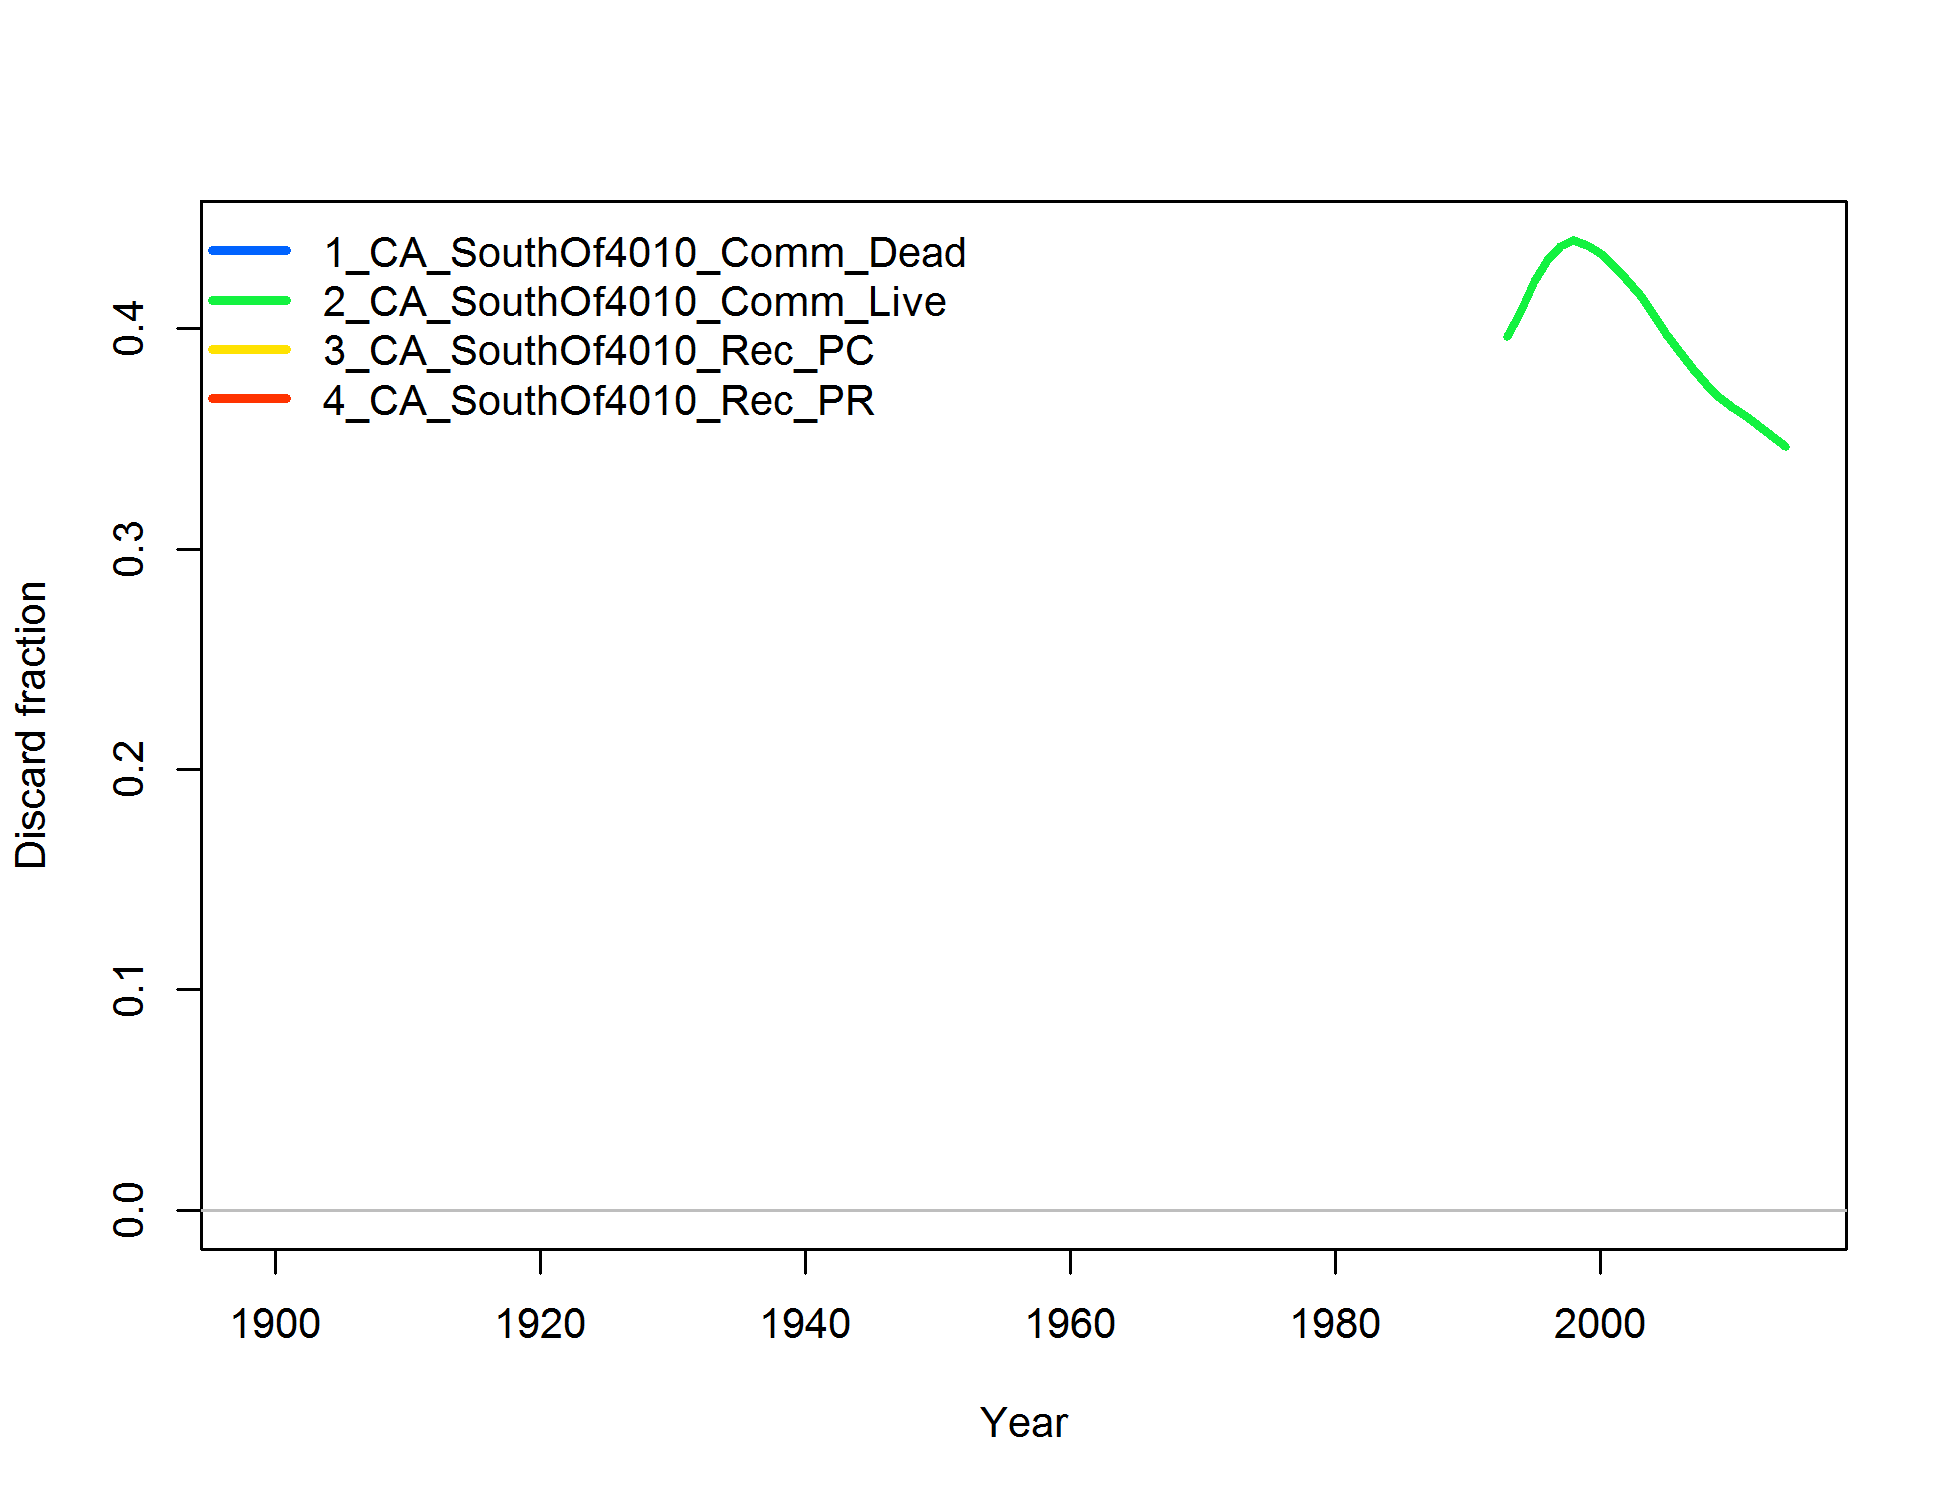 1_CA_SouthOf4010_Comm_Dead
2_CA_SouthOf4010_Comm_Live
3_CA_SouthOf4010_Rec_PC
4_CA_SouthOf4010_Rec_PR
0.4
0.3
0.2
0.1
0.0
Discard fraction
1900 1920 1940 1960 1980 2000
Year